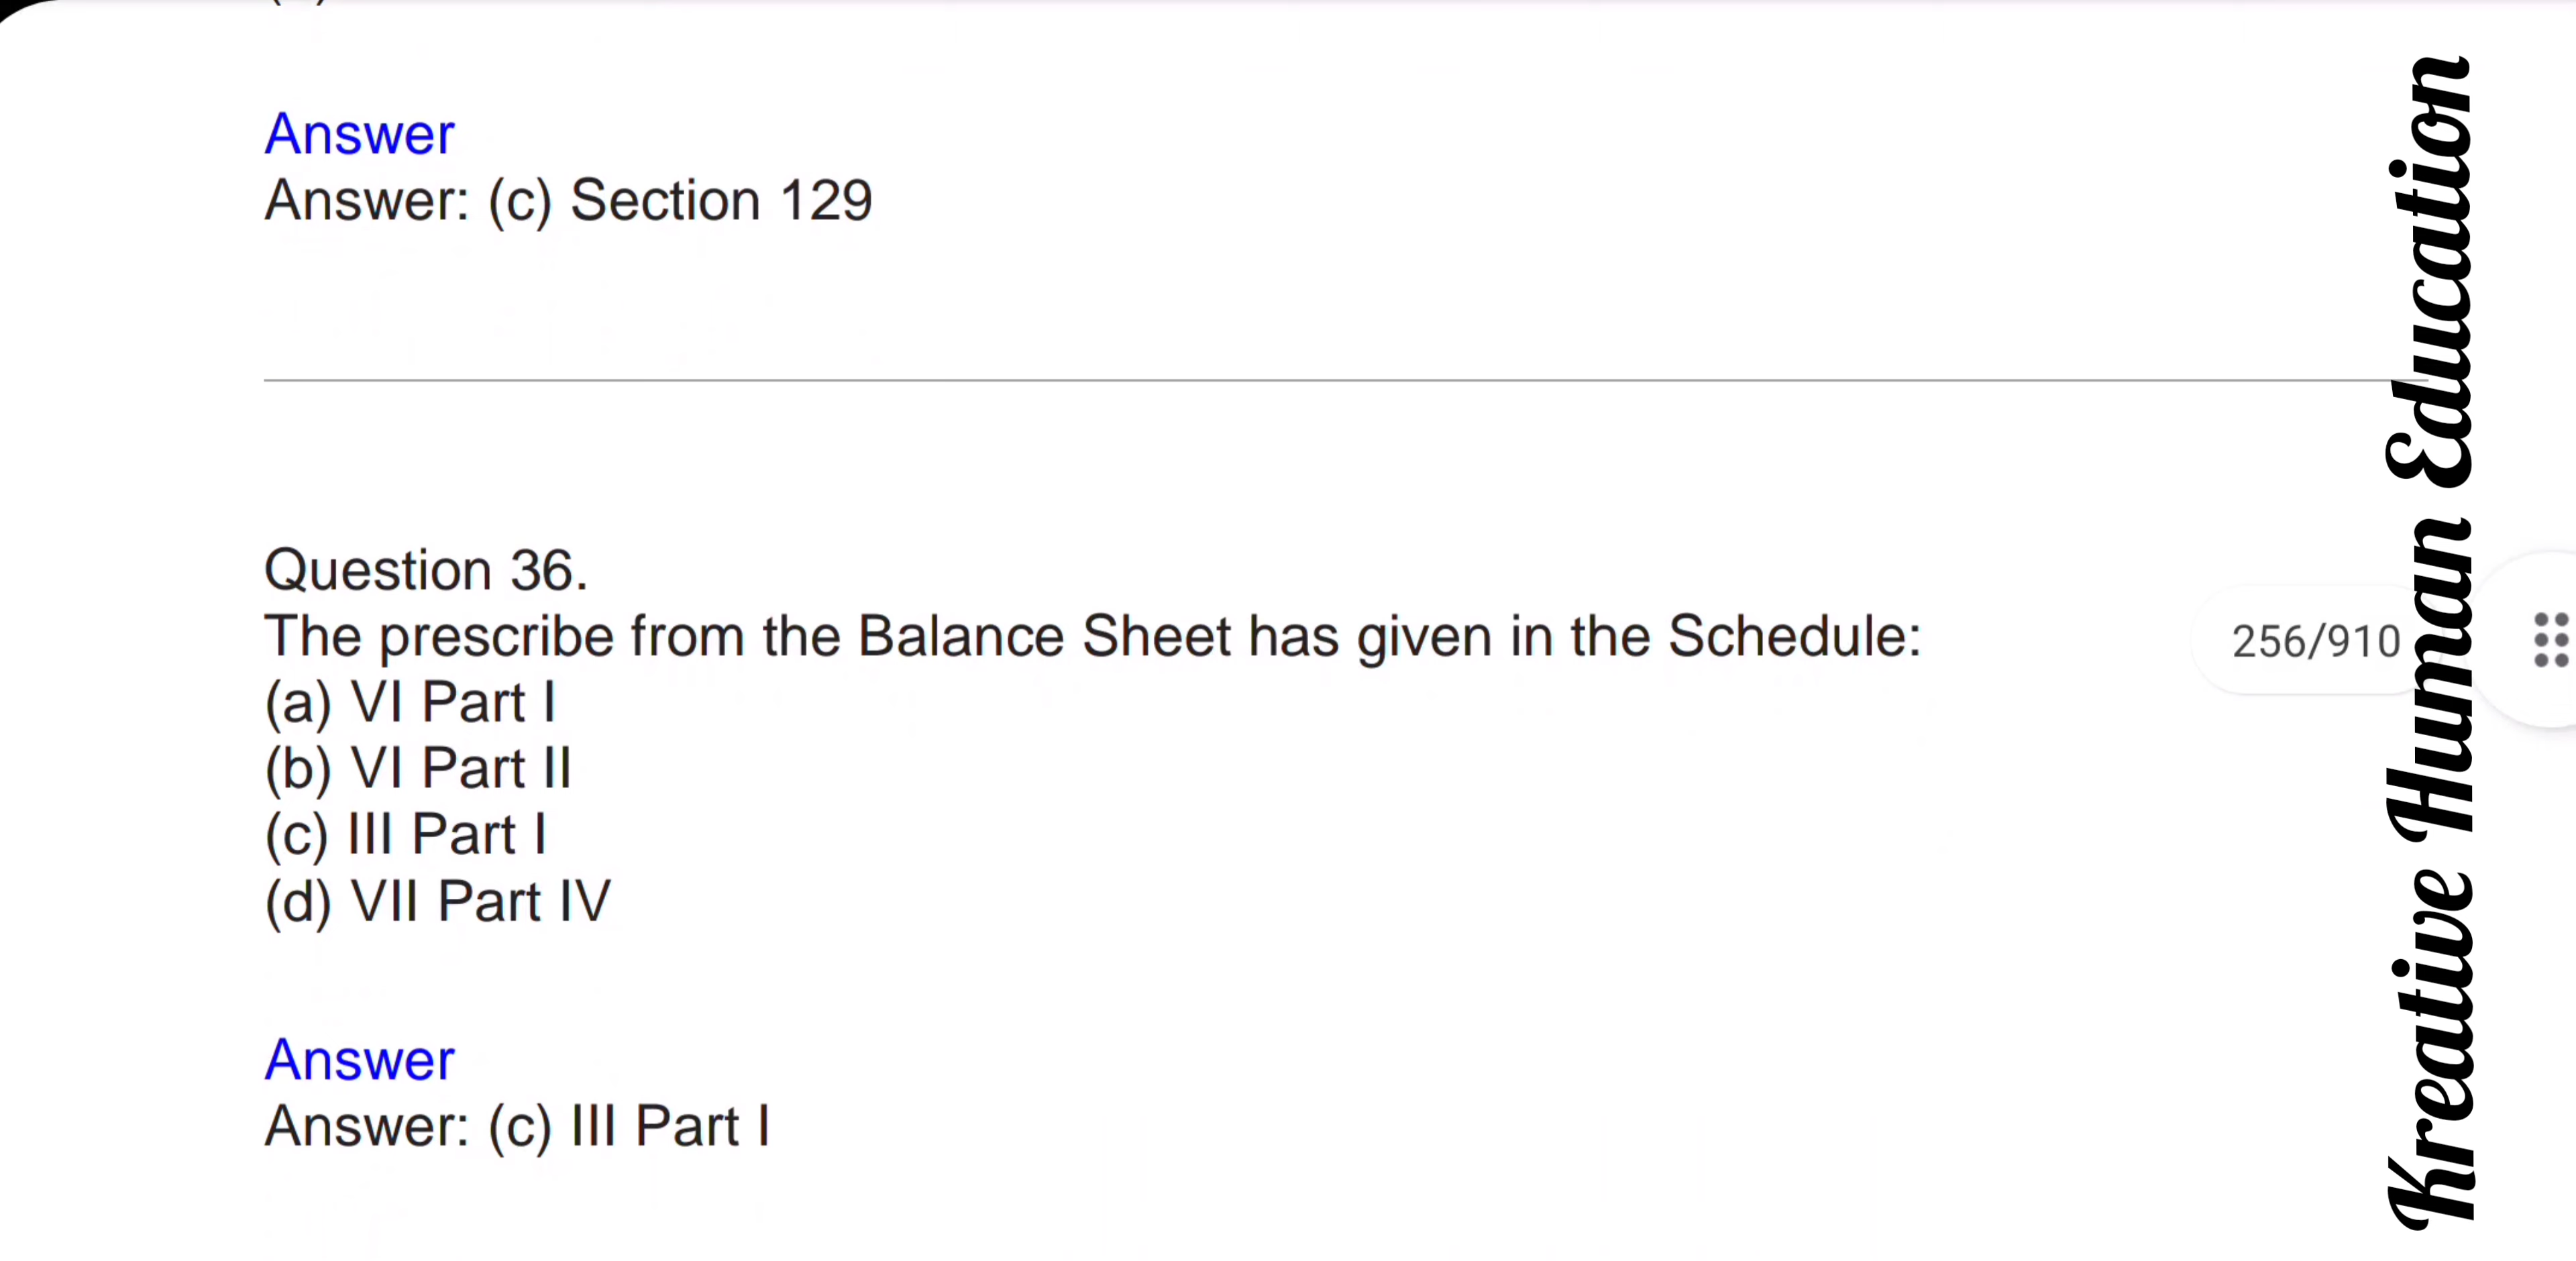 Answer
Answer: (c) Section 129
Question 36.
The prescribe from the Balance Sheet has given in the Schedule:
(a) VI Part I
(b) VI Part II
(c) III Part I
(d) VII Part IV
Answer
Answer: (c) III Part I
256/910
Kreative Human Education